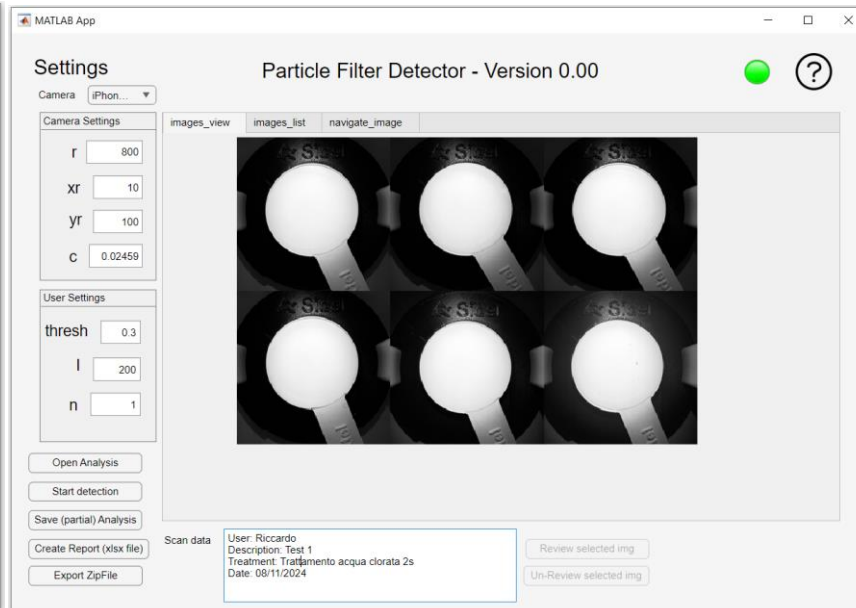 MATLAB App
Settings
Particle Filter Detector - Version 0.00
?
Camera
iPhon...
Camera Settings
r 800
xr 10
yr 100
c 0.02459
User Settings
thresh 0.3
l 200
n 1
Open Analysis
Start detection
Save (partial) Analysis
Create Report (xlsx file)
Export ZipFile
images_view images_list navigate_image
Scan data
User: Riccardo
Description: Test 1
Treatment: Trattamento acqua clorata 2s
Date: 08/11/2024
Review selected img
Un-Review selected img